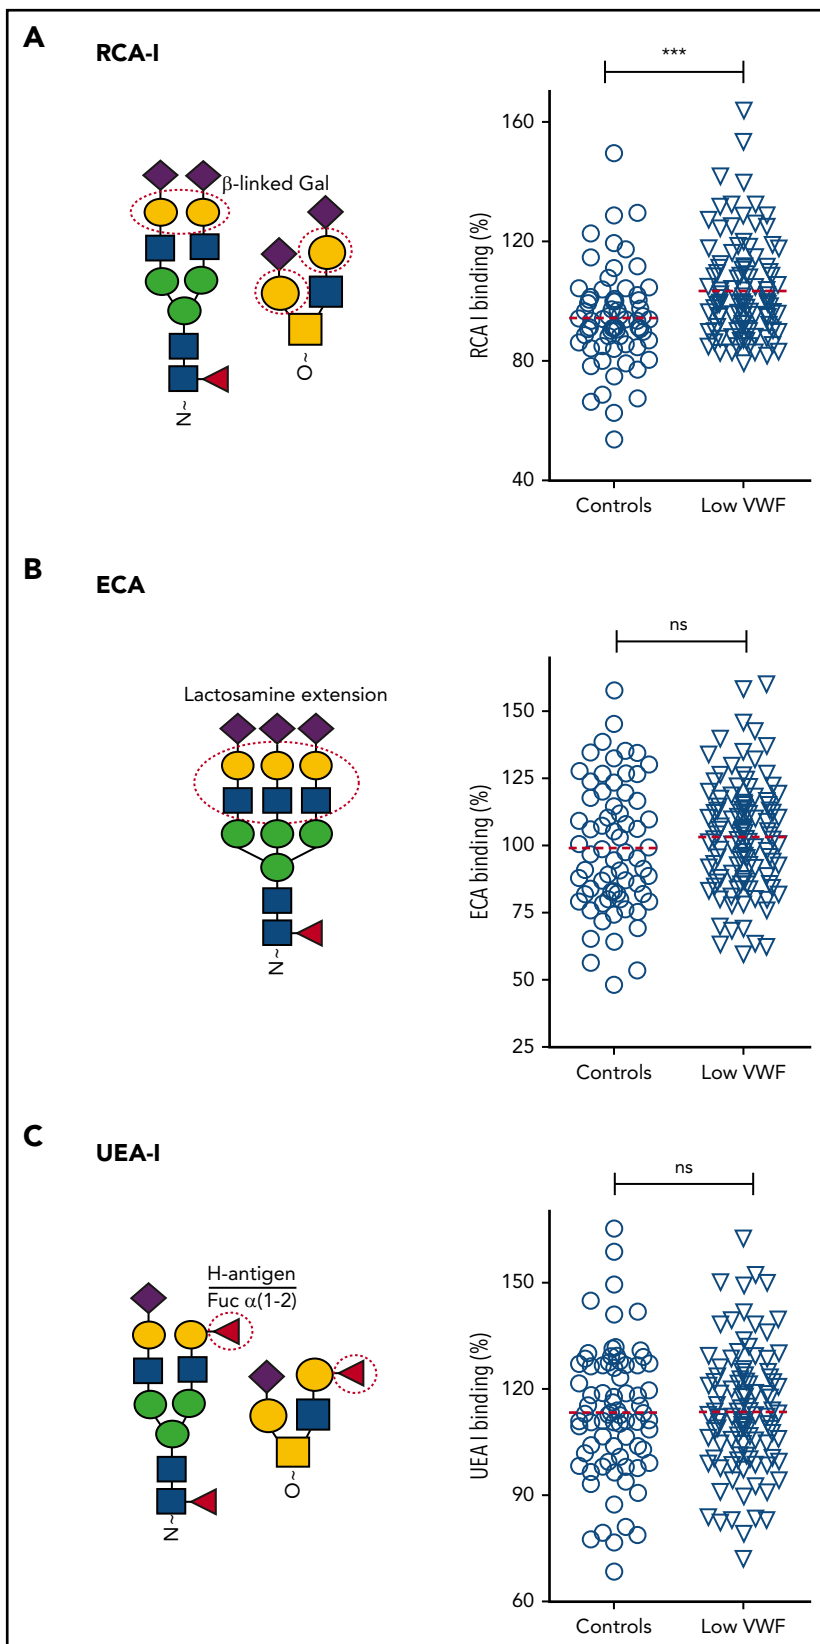 A
RCA-I
***
β-linked Gal
N~
O~
RCA I binding (%)
160
120
80
40
Controls
Low VWF
B
ECA
ns
Lactosamine extension
N~
ECA binding (%)
150
125
100
75
50
25
Controls
Low VWF
C
UEA-I
ns
H-antigen
Fuc α(1-2)
N~
O~
UEA I binding (%)
150
120
90
60
Controls
Low VWF